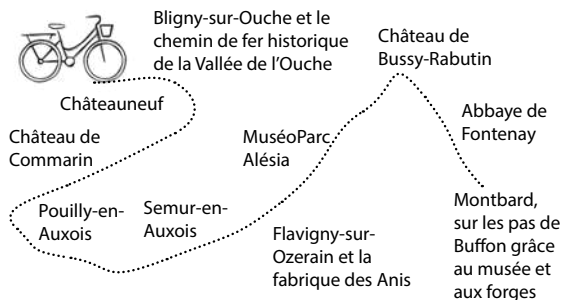 Bligny-sur-Ouche et le
chemin de fer historique
de la Vallée de l'Ouche
Châteauneuf
Château de
Commarin
Pouilly-en-
Auxois
Semur-en-
Auxois
MuséoParc
Alésia
Flavigny-sur-
Ozerain et la
fabrique des Anis
Château de
Bussy-Rabutin
Abbaye de
Fontenay
Montbard,
sur les pas de
Buffon grâce
au musée et
aux forges